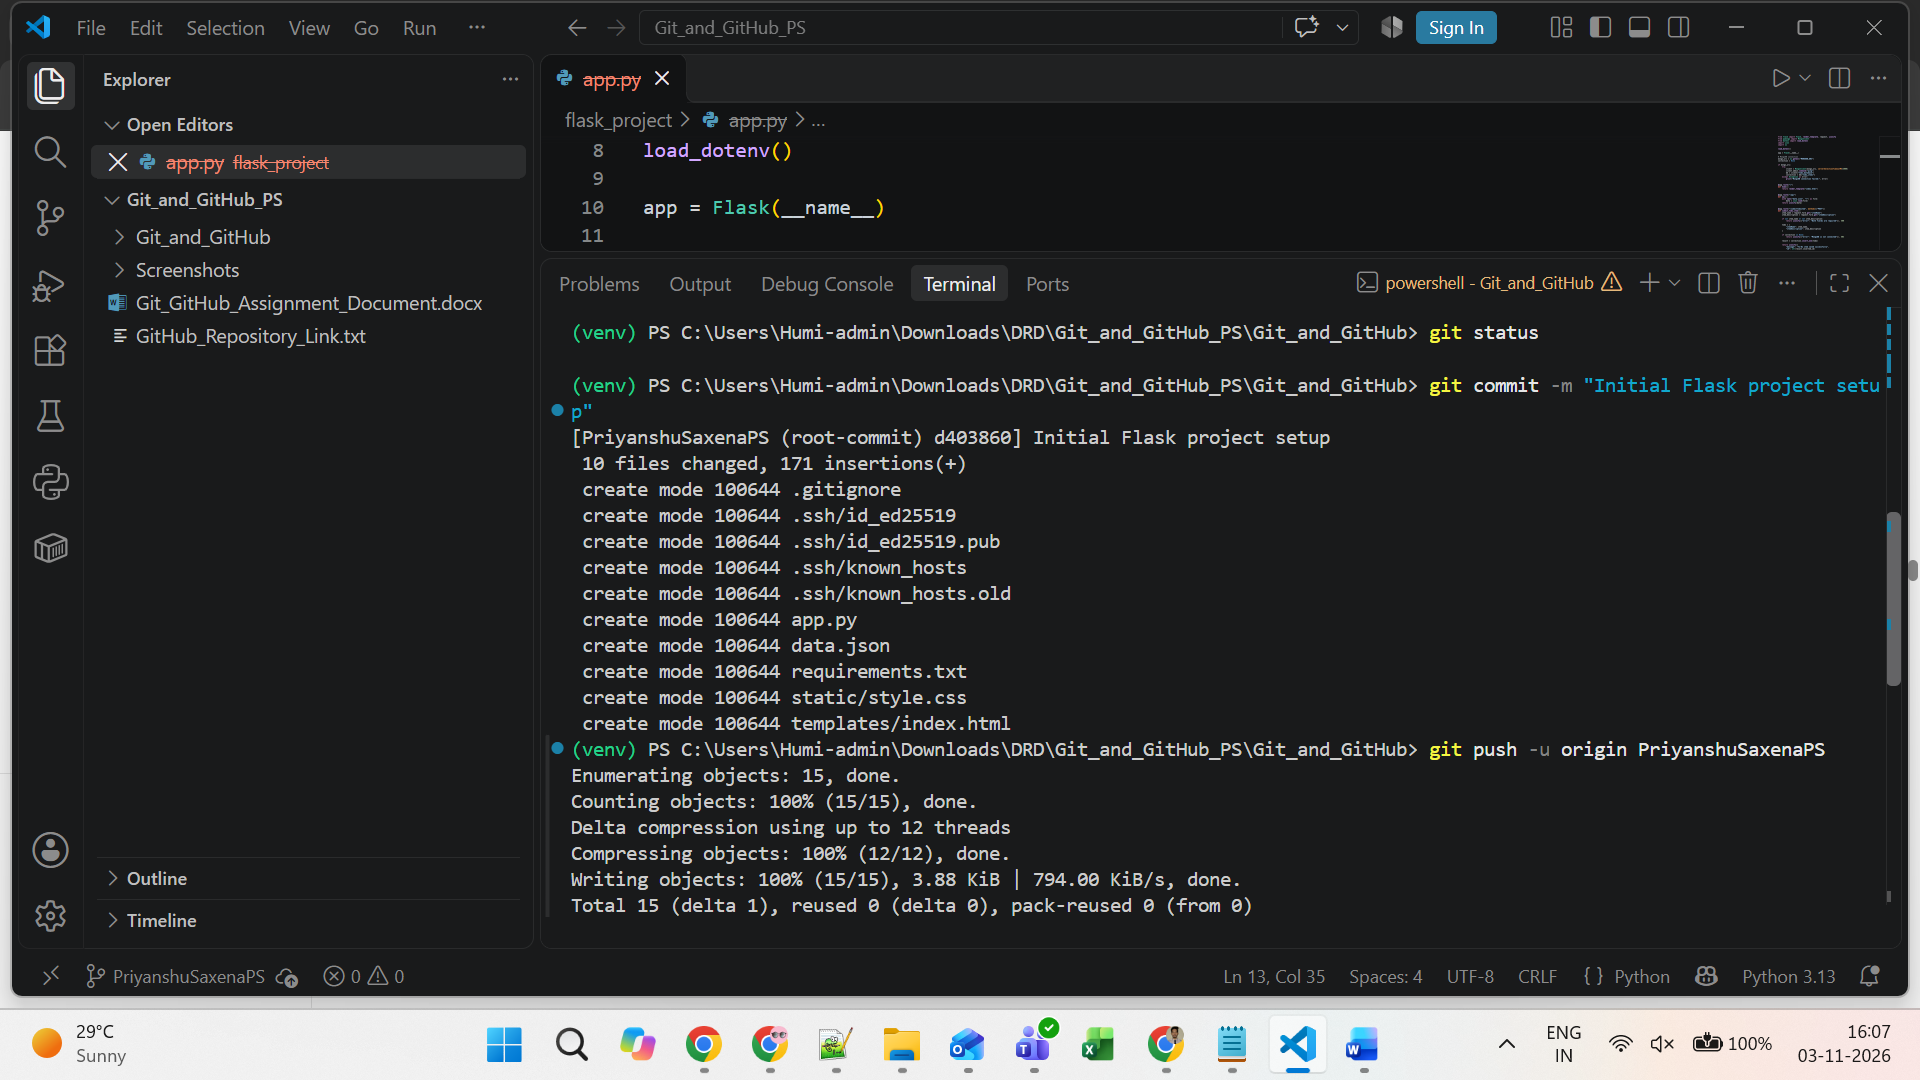 File Edit Selection View Go Run ···
Git_and_GitHub_PS
Sign In
Explorer
Open Editors
app.py flask_project
Git_and_GitHub_PS
Git_and_GitHub
Screenshots
Git_GitHub_Assignment_Document.docx
GitHub_Repository_Link.txt
Outline
Timeline
app.py
flask_project > app.py > ...
8 load_dotenv()
9
10 app = Flask(__name__)
11
Problems Output Debug Console Terminal Ports
powershell - Git_and_GitHub
(venv) PS C:\Users\Humi-admin\Downloads\DRD\Git_and_GitHub_PS\Git_and_GitHub> git status
(venv) PS C:\Users\Humi-admin\Downloads\DRD\Git_and_GitHub_PS\Git_and_GitHub> git commit -m "Initial Flask project setu
p"
[PriyanshuSaxenaPS (root-commit) d403860] Initial Flask project setup
10 files changed, 171 insertions(+)
create mode 100644 .gitignore
create mode 100644 .ssh/id_ed25519
create mode 100644 .ssh/id_ed25519.pub
create mode 100644 .ssh/known_hosts
create mode 100644 .ssh/known_hosts.old
create mode 100644 app.py
create mode 100644 data.json
create mode 100644 requirements.txt
create mode 100644 static/style.css
create mode 100644 templates/index.html
(venv) PS C:\Users\Humi-admin\Downloads\DRD\Git_and_GitHub_PS\Git_and_GitHub> git push -u origin PriyanshuSaxenaPS
Enumerating objects: 15, done.
Counting objects: 100% (15/15), done.
Delta compression using up to 12 threads
Compressing objects: 100% (12/12), done.
Writing objects: 100% (15/15), 3.88 KiB | 794.00 KiB/s, done.
Total 15 (delta 1), reused 0 (delta 0), pack-reused 0 (from 0)
PriyanshuSaxenaPS 0 0 Ln 13, Col 35 Spaces: 4 UTF-8 CRLF {} Python Python 3.13
29°C
Sunny
ENG
IN
100%
16:07
03-11-2026